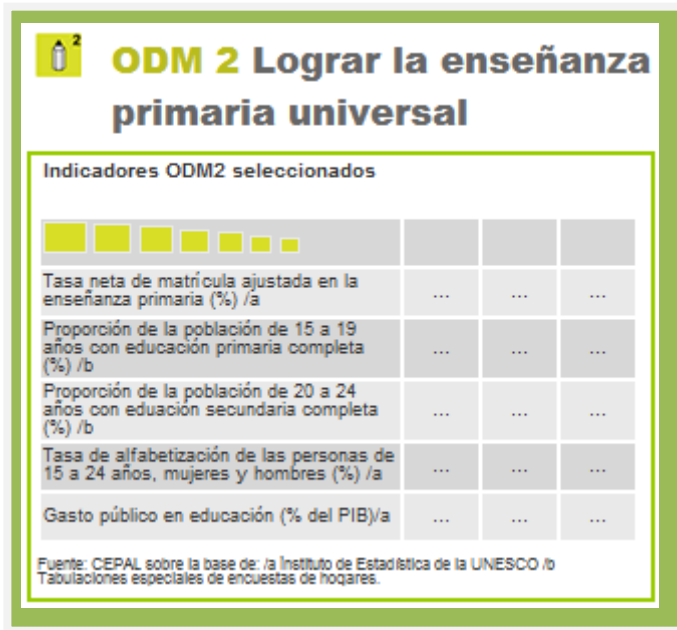 2
ODM 2 Lograr la enseñanza
primaria universal
Indicadores ODM2 seleccionados
Tasa neta de matrícula ajustada en la
enseñanza primaria (%) /a ... ... ...
Proporción de la población de 15 a 19
años con educación primaria completa
(%) /b ... ... ...
Proporción de la población de 20 a 24
años con eduación secundaria completa
(%) /b ... ... ...
Tasa de alfabetización de las personas de
15 a 24 años, mujeres y hombres (%) /a ... ... ...
Gasto público en educación (% del PIB)/a ... ... ...
Fuente: CEPAL sobre la base de: /a Instituto de Estadística de la UNESCO /b
Tabulaciones especiales de encuestas de hogares.